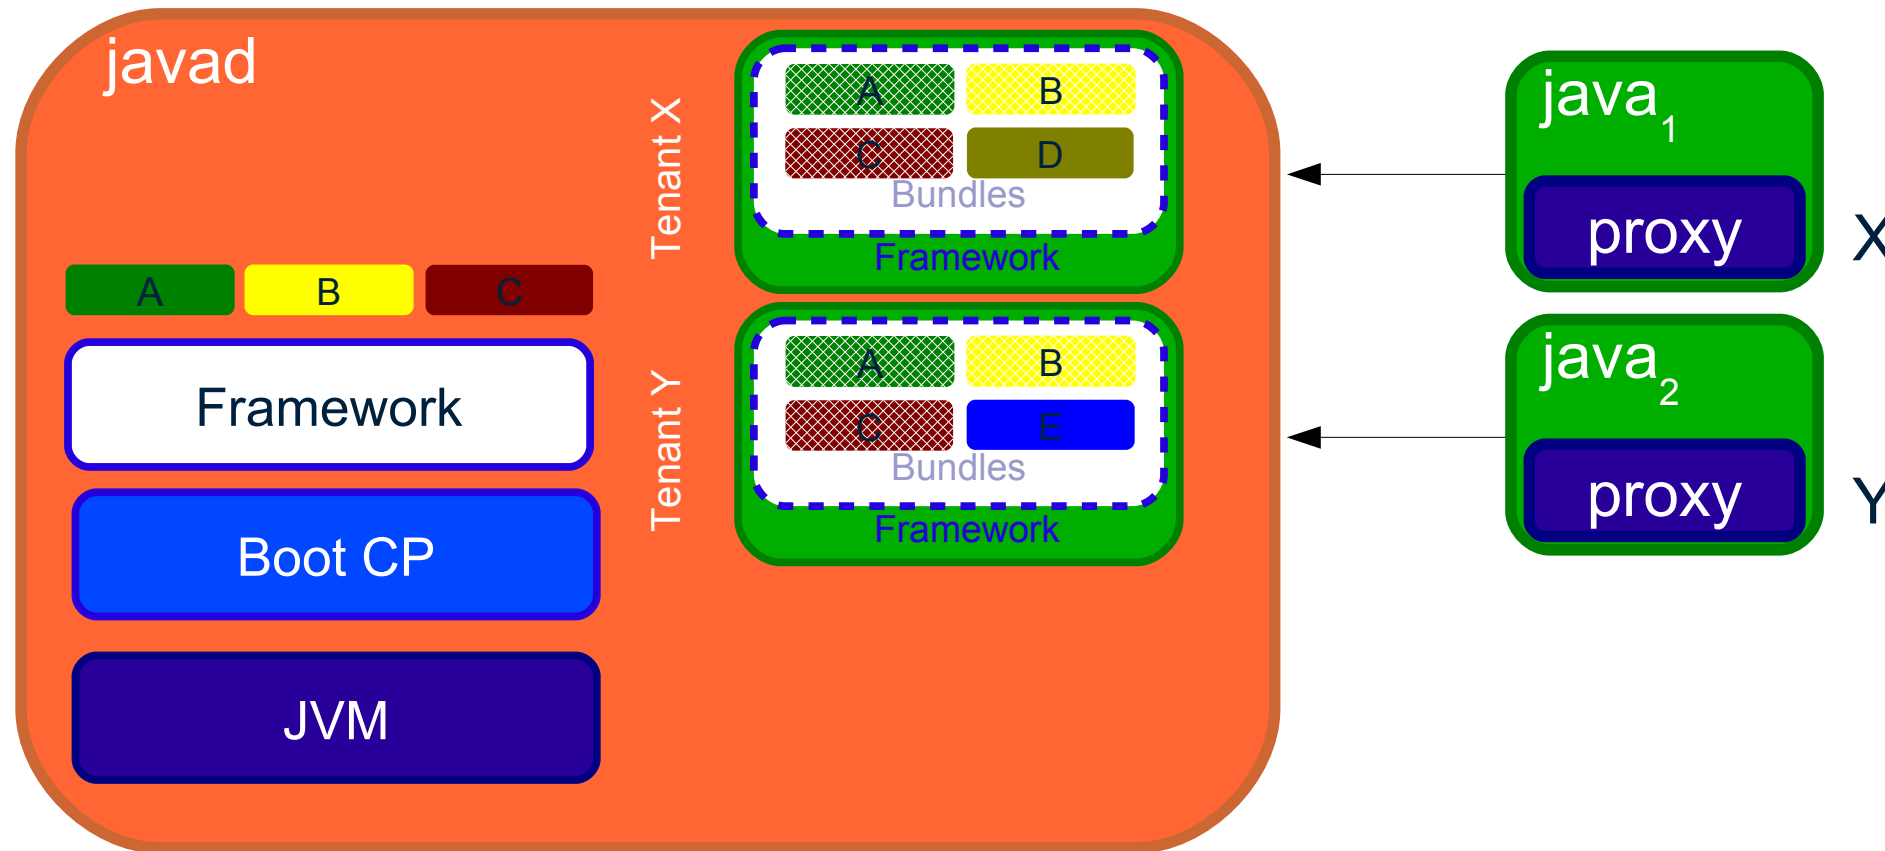 javad
A B C
Framework
Boot CP
JVM
Tenant X
A B
C D
Bundles
Framework
Tenant Y
A B
C E
Bundles
Framework
java1
proxy
X
java2
proxy
Y